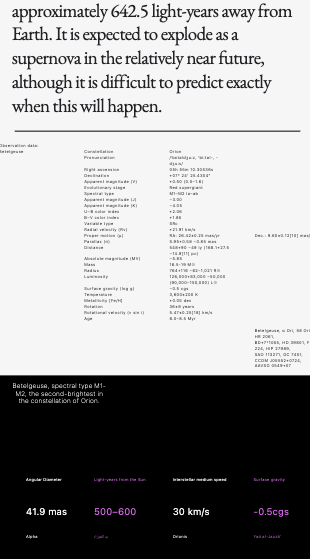 approximately 642.5 light-years away from
Earth. It is expected to explode as a
supernova in the relatively near future,
although it is difficult to predict exactly
when this will happen.
Observation data:
Betelgeuse
Constellation Orion
Pronunciation
Right ascension 05h 55m 10.30536s
Declination +07° 24′ 25.4304″
Apparent magnitude (V) +0.50 (0.0–1.6)
Evolutionary stage Red supergiant
Spectral type M1–M2 Ia–ab
Apparent magnitude (J) −3.00
Apparent magnitude (K) −4.05
U−B color index +2.06
B−V color index +1.85
Variable type SRc
Radial velocity (Rv) +21.91 km/s
Proper motion (μ) RA: 26.42±0.25 mas/yr Dec.: 9.60±0.12[10] mas/
Parallax (π) 5.95+0.58 −0.85 mas
Distance 548+90 −49 ly (168.1+27.5
−14.9[11] pc)
Absolute magnitude (MV) −5.85
Mass 16.5–19 M☉
Radius 764+116 −62–1,021 R☉
Luminosity 126,000+83,000 −50,000
(90,000–150,000) L☉
Surface gravity (log g) −0.5 cgs
Temperature 3,600±200 K
Metallicity [Fe/H] +0.05 dex
Rotation 36±8 years
Rotational velocity (v sin i) 5.47±0.25[18] km/s
Age 8.0–8.5 Myr
Betelgeuse, α Ori, 58 Ori
HR 2061,
BD+7°1055, HD 39801, F
224, HIP 27989,
SAO 113271, GC 7451,
CCDM J05552+0724,
AAVSO 0549+07
Betelgeuse, spectral type M1-
M2, the second-brightest in
the constellation of Orion.
Angular Diameter Light-years from the Sun Interstellar medium speed Surface gravity
41.9 mas 500–600 30 km/s -0.5cgs
Alpha Orionis Yad al-Jauzā'